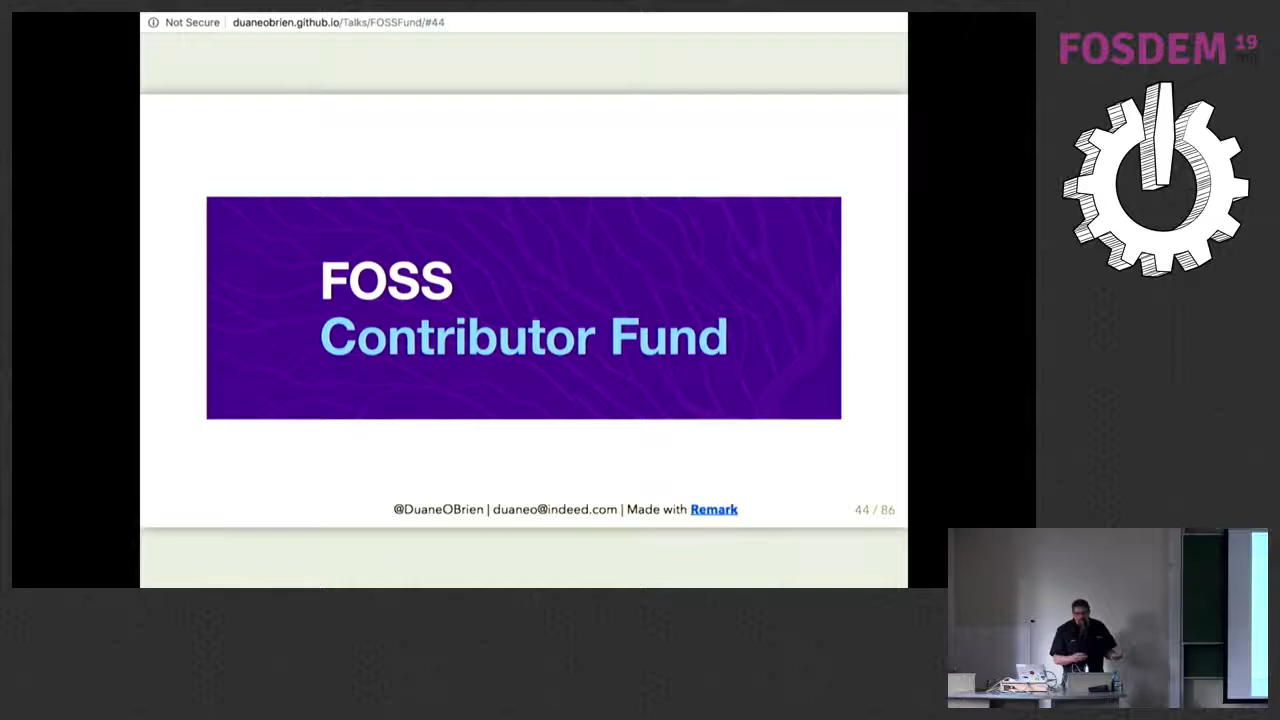 Not Secure duaneobrien.github.io/Talks/FOSSFund/#44
FOSDEM 19
FOSS
Contributor Fund
@DuaneOBrien | duaneo@indeed.com | Made with Remark
44 / 86